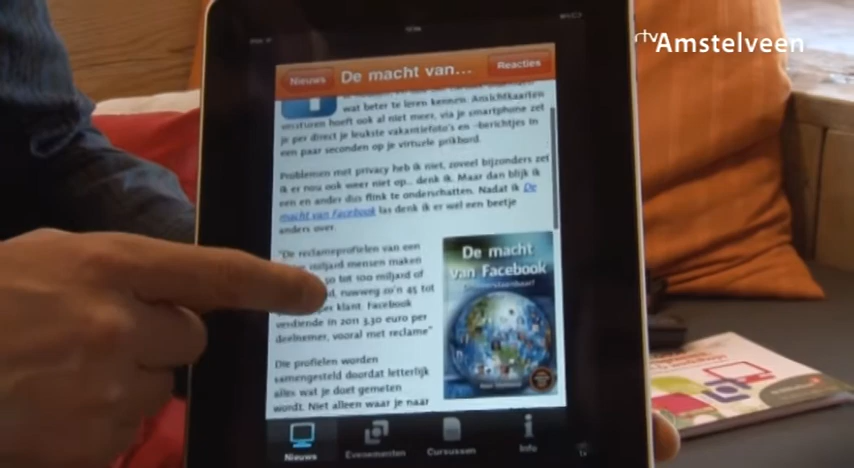 rtv Amstelveen
Nieuws
De macht van...
Reacties
wat beter te leren kennen. Ansichtkaarten
versturen hoeft ook al niet meer, via je smartphone zet
je per direct je leukste vakantiefoto's en -berichtjes in
een paar seconden op je virtuele prikbord.
Problemen met privacy heb ik niet, zoveel bijzonders zet
ik er nou ook weer niet op... denk ik. Maar dan blijk ik
een en ander dus flink te onderschatten. Nadat ik De
macht van Facebook las denk ik er wel een beetje
anders over.
"De reclameprofielen van een
miljard mensen maken
50 tot 100 miljard of
ruwweg zo'n 45 tot
per klant. Facebook
verdiende in 2011 3,30 euro per
deelnemer, vooral met reclame"
Die profielen worden
samengesteld doordat letterlijk
alles wat je doet gemeten
wordt. Niet alleen waar je naar
De macht
van Facebook
Nieuws
Evenementen
Cursussen
Info